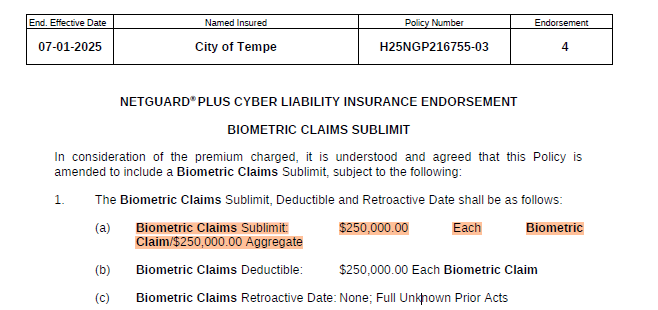 End. Effective Date Named Insured Policy Number Endorsement
07-01-2025 City of Tempe H25NGP216755-03 4
NETGUARD® PLUS CYBER LIABILITY INSURANCE ENDORSEMENT
BIOMETRIC CLAIMS SUBLIMIT
In consideration of the premium charged, it is understood and agreed that this Policy is
amended to include a Biometric Claims Sublimit, subject to the following:
1. The Biometric Claims Sublimit, Deductible and Retroactive Date shall be as follows:
(a) Biometric Claims Sublimit: $250,000.00 Each Biometric
Claim/$250,000.00 Aggregate
(b) Biometric Claims Deductible: $250,000.00 Each Biometric Claim
(c) Biometric Claims Retroactive Date: None; Full Unknown Prior Acts